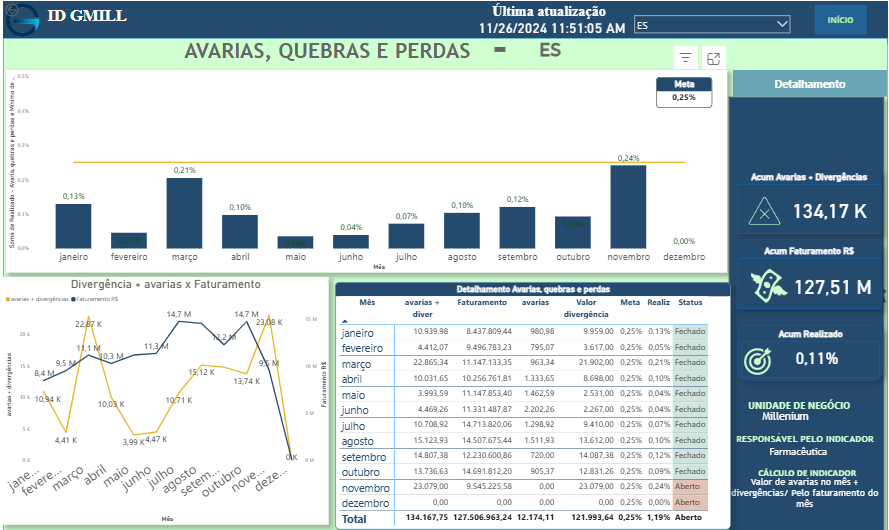 ID GMILL
Última atualização
11/26/2024 11:51:05 AM
ES
INÍCIO
AVARIAS, QUEBRAS E PERDAS - ES
Meta
0,25%
Soma de Realizado - Avaria, quebras e perdas e Mínimo de ...
0,5%
0,4%
0,3%
0,2%
0,1%
0,0%
0,13%
0,21%
0,10%
0,04%
0,07%
0,10%
0,12%
0,24%
0,00%
janeiro fevereiro março abril maio junho julho agosto setembro outubro novembro dezembro
Mês
Detalhamento
Acum Avarias + Divergências
134,17 K
Acum Faturamento R$
127,51 M
Acum Realizado
0,11%
UNIDADE DE NEGÓCIO
Millenium
RESPONSÁVEL PELO INDICADOR
Farmacêutica
CÁLCULO DE INDICADOR
Valor de avarias no mês +
divergências/ Pelo faturamento do
mês
Divergência + avarias x Faturamento
avarias + divergências Faturamento R$
avarias + divergências
20 K
15 K
10 K
5 K
0 K
8,4 M
9,5 M
11,1 M
10,3 M
11,3 M
14,7 M
12,2 M
14,7 M
9,5 M
10,94 K
4,41 K
22,87 K
10,03 K
3,99 K
4,47 K
10,71 K
15,12 K
13,74 K
23,08 K
0 K
15 M
10 M
5 M
0 M
Faturamento R$
jane... fevere... março abril maio junho julho agosto setem... outubro nove... deze...
Mês
Detalhamento Avarias, quebras e perdas
Mês avarias + diver Faturamento avarias Valor divergência Meta Realiz Status
janeiro 10.939,98 8.437.809,44 980,98 9.959,00 0,25% 0,13% Fechado
fevereiro 4.412,07 9.496.783,23 795,07 3.617,00 0,25% 0,05% Fechado
março 22.865,34 11.147.133,35 963,34 21.902,00 0,25% 0,21% Fechado
abril 10.031,65 10.256.761,81 1.333,65 8.698,00 0,25% 0,10% Fechado
maio 3.993,59 11.147.853,40 1.462,59 2.531,00 0,25% 0,04% Fechado
junho 4.469,26 11.331.487,87 2.202,26 2.267,00 0,25% 0,04% Fechado
julho 10.708,92 14.713.820,06 1.298,92 9.410,00 0,25% 0,07% Fechado
agosto 15.123,93 14.507.675,44 1.511,93 13.612,00 0,25% 0,10% Fechado
setembro 14.807,38 12.230.600,86 720,38 14.087,00 0,25% 0,12% Fechado
outubro 13.736,63 14.691.812,20 905,37 12.831,26 0,25% 0,09% Fechado
novembro 23.079,00 9.545.225,58 0,00 23.079,00 0,25% 0,24% Aberto
dezembro 0,00 0,00 0,00 0,00 0,25% 0,00% Aberto
Total 134.167,75 127.506.963,24 12.174,11 121.993,64 0,25% 1,19% Aberto